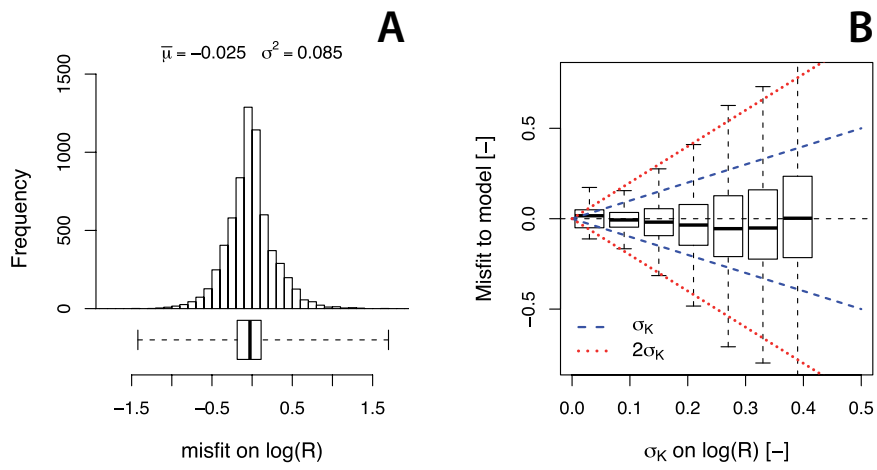 A
μ̄ = −0.025 σ² = 0.085
1500
1000
500
0
Frequency
−1.5 −0.5 0.5 1.5
misfit on log(R)
B
0.5
0.0
−0.5
Misfit to model [−]
σK
2σK
0.0 0.1 0.2 0.3 0.4 0.5
σK on log(R) [−]